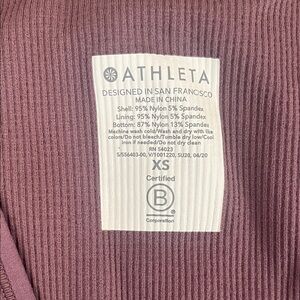 ATHLETA
DESIGNED IN SAN FRANCISCO
MADE IN CHINA
Shell: 95% Nylon 5% Spandex
Lining: 95% Nylon 5% Spandex
Bottom: 87% Nylon 13% Spandex
Machine wash cold/Wash and dry with like
colors/Do not bleach/Tumble dry low/Cool
iron if needed/Do not dry clean
RN 54023
S/556403-00, V/1001220, SU20, 04/20
XS
Certified
B
Corporation